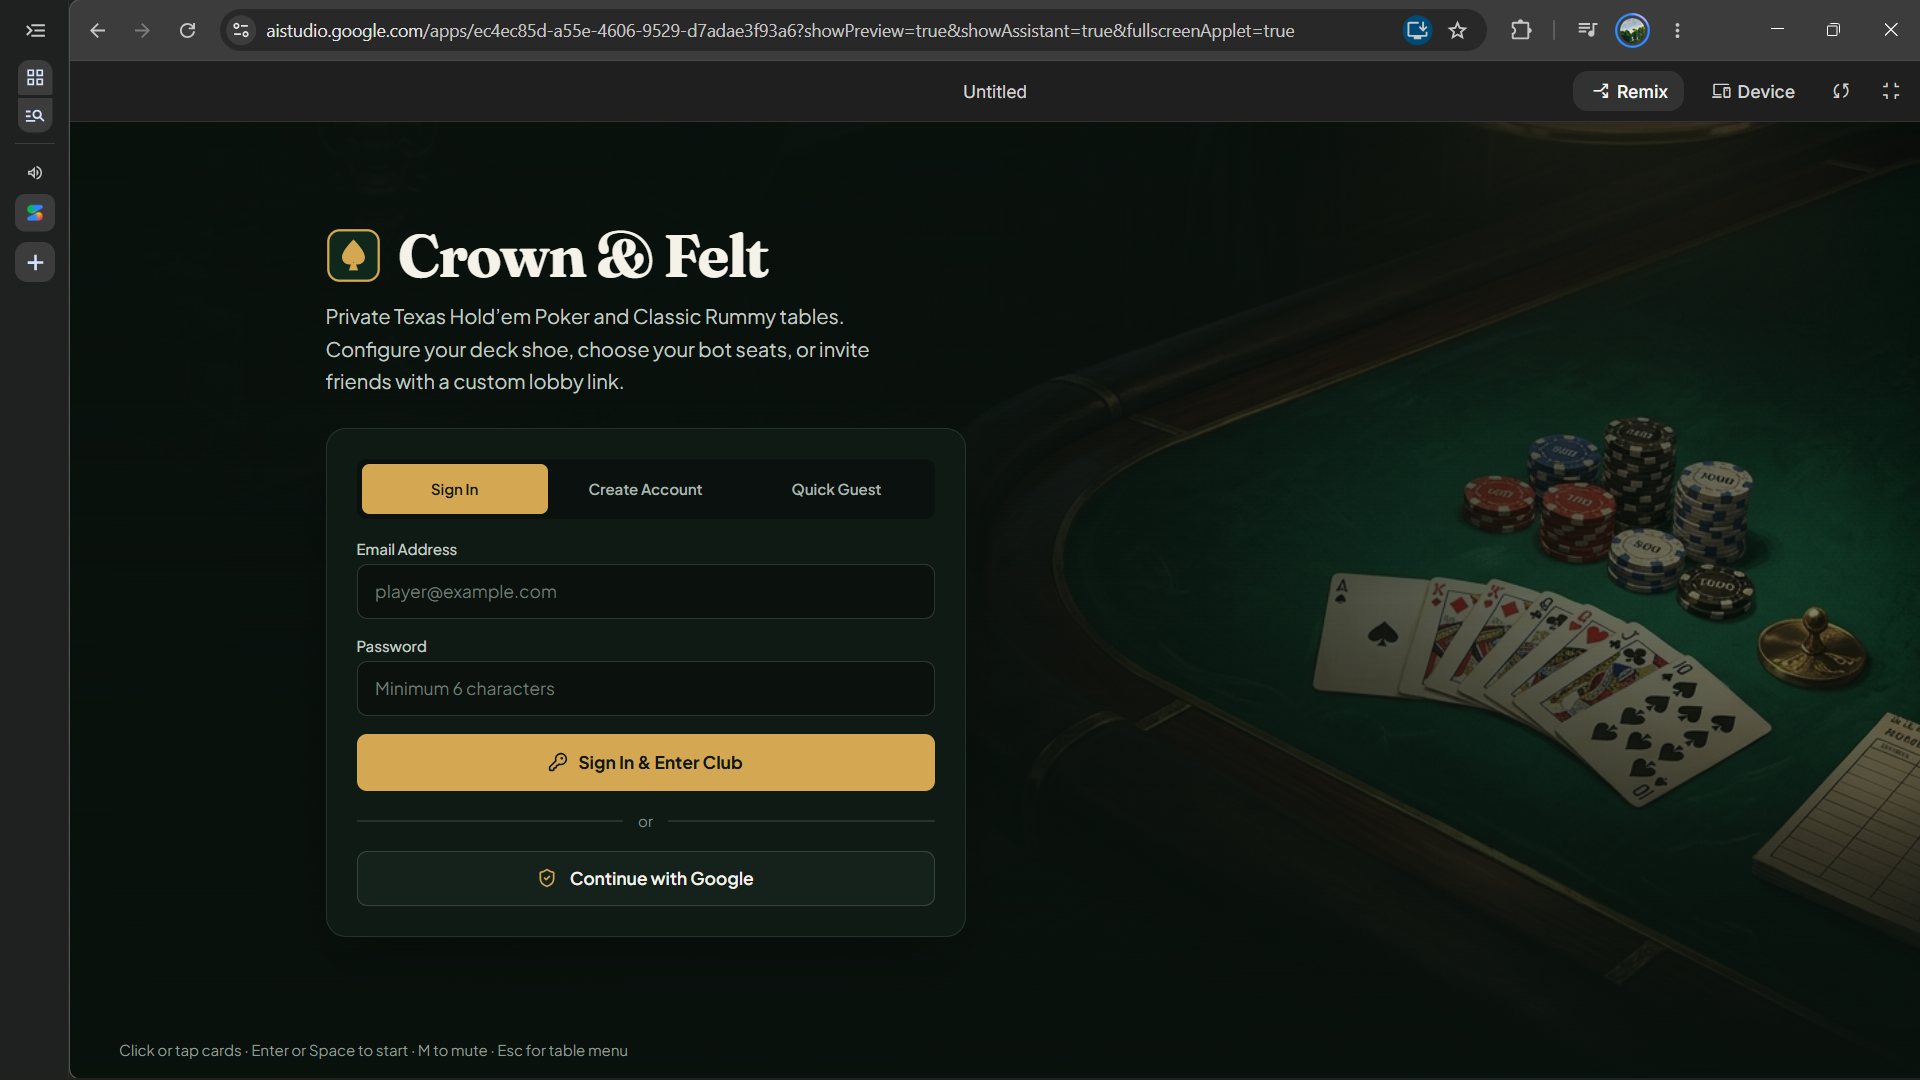 aistudio.google.com/apps/ec4ec85d-a55e-4606-9529-d7adae3f93a6?showPreview=true&showAssistant=true&fullscreenApplet=true
Untitled
Remix
Device
Crown & Felt
Private Texas Hold’em Poker and Classic Rummy tables.
Configure your deck shoe, choose your bot seats, or invite
friends with a custom lobby link.
Sign In
Create Account
Quick Guest
Email Address
player@example.com
Password
Minimum 6 characters
Sign In & Enter Club
or
Continue with Google
500
1000
A
K
K
Q
Q
J
10
10
Click or tap cards · Enter or Space to start · M to mute · Esc for table menu